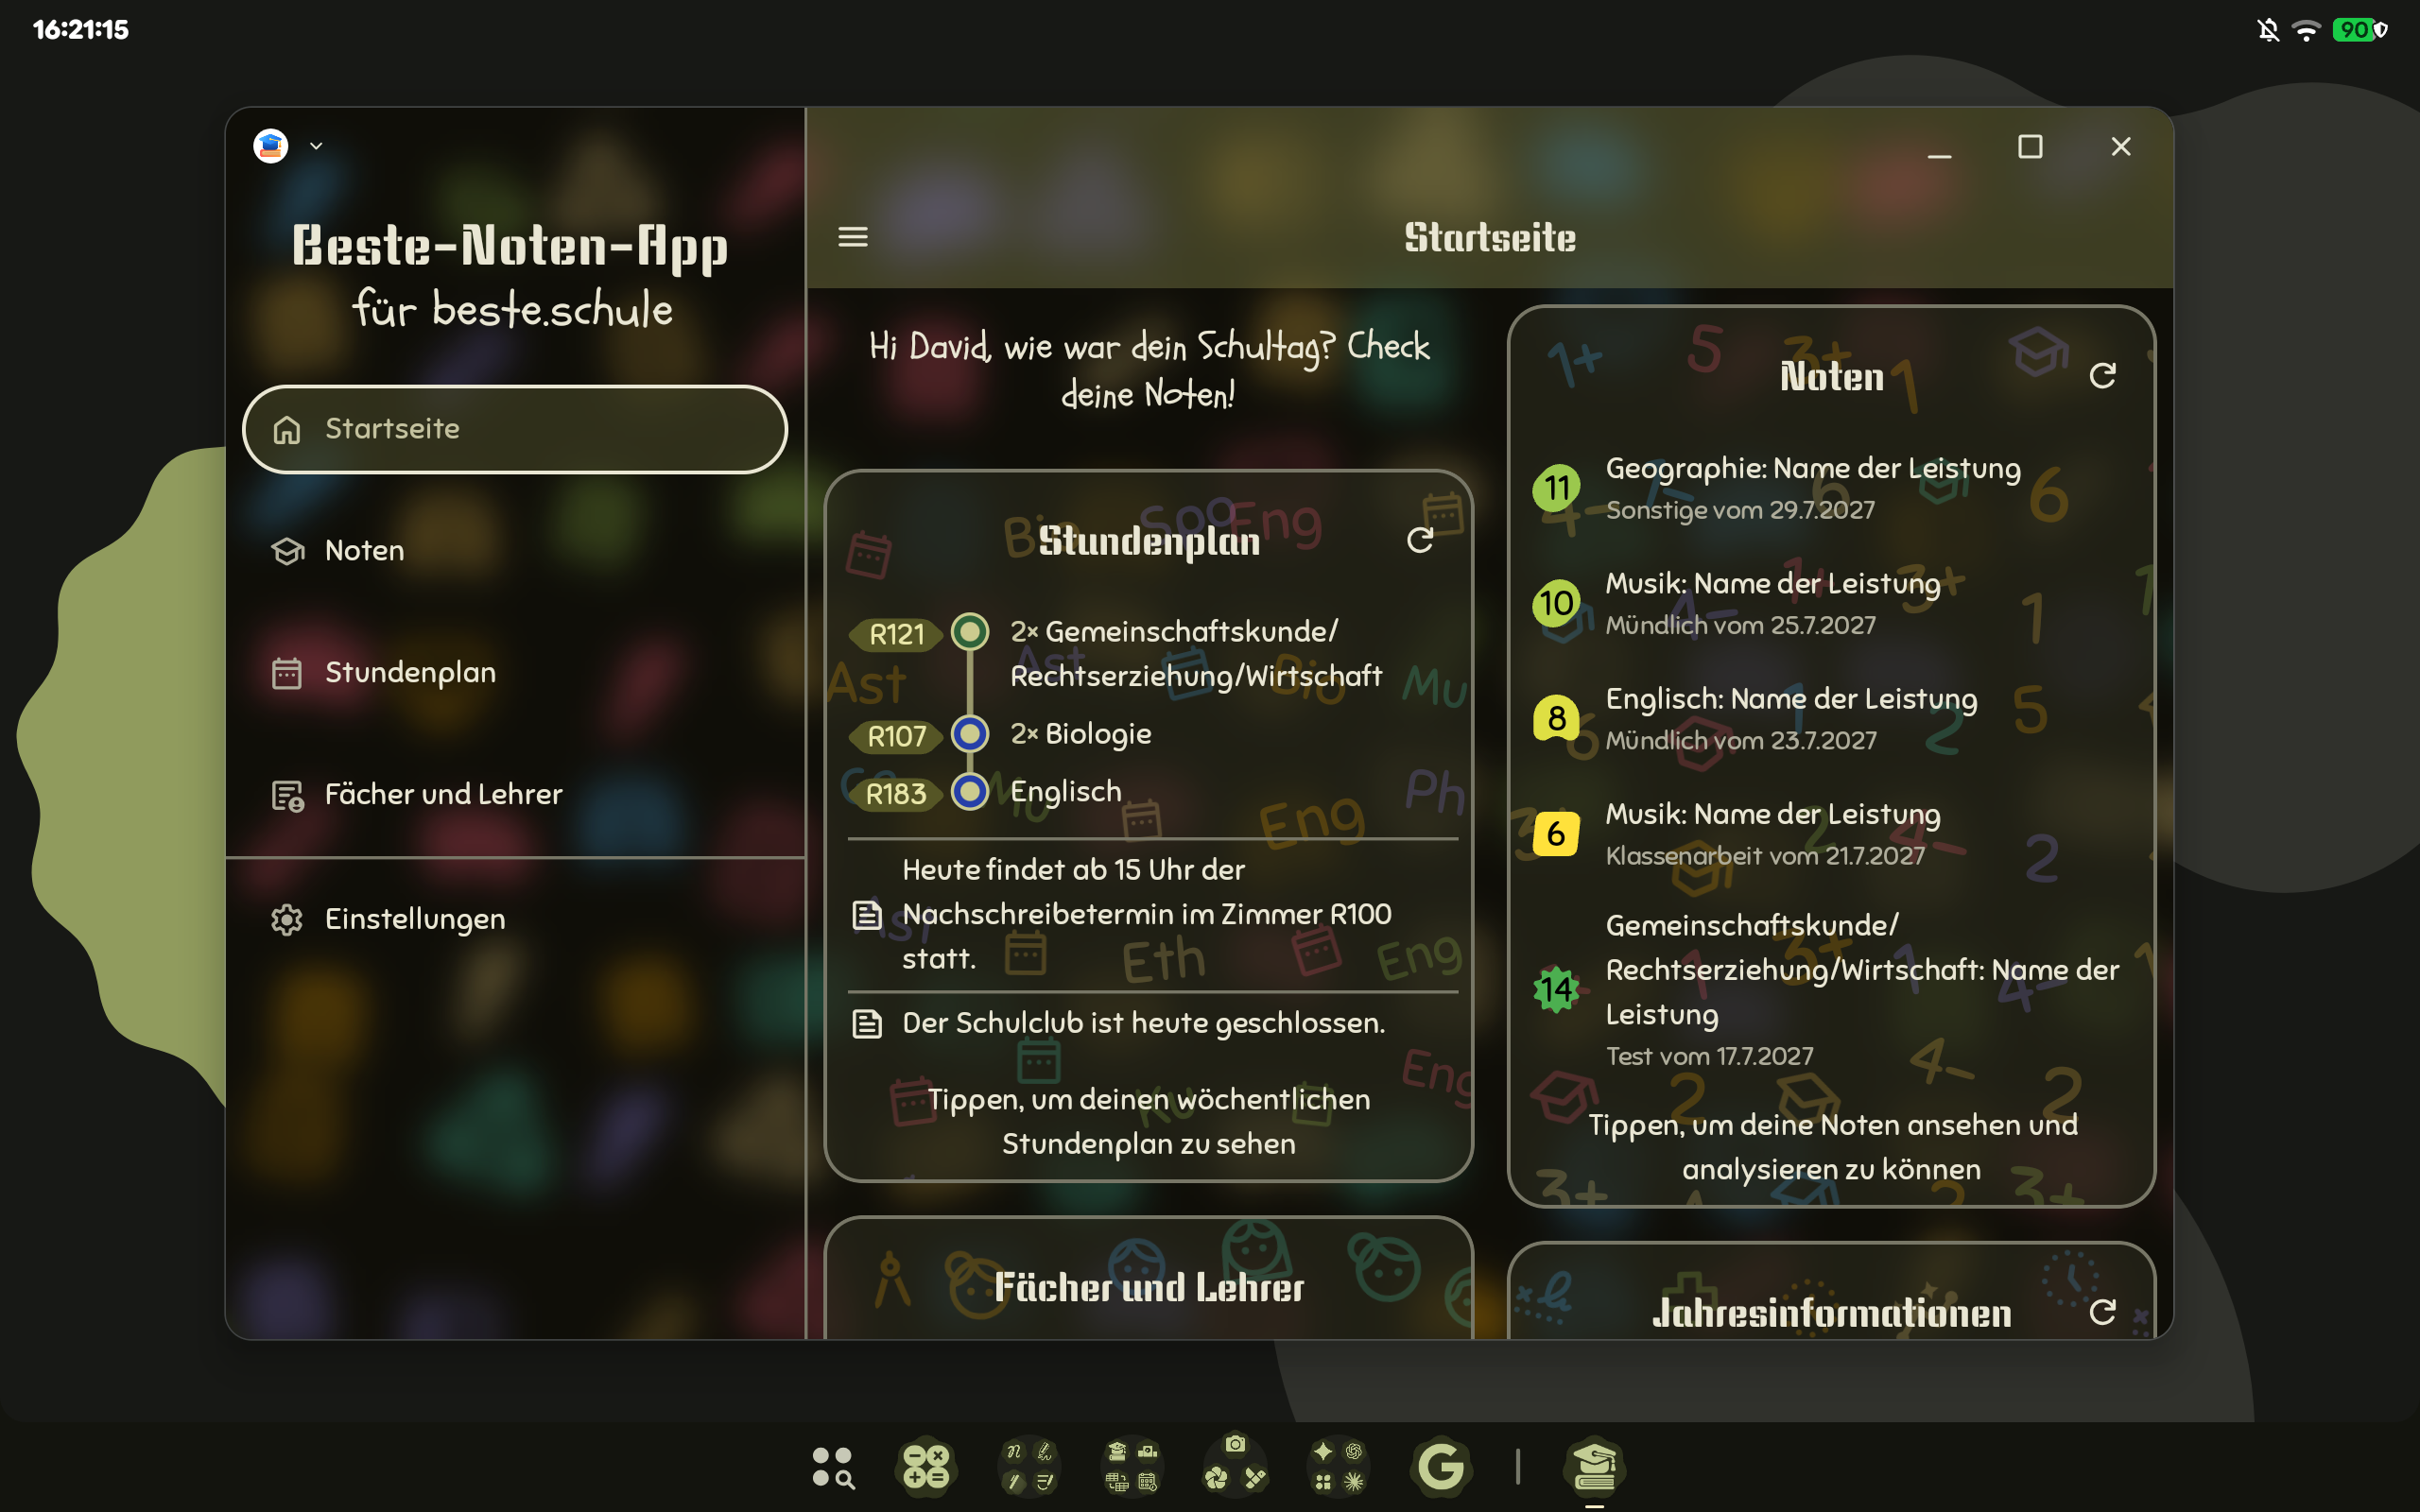 16:21:15
90
Beste-Noten-App
für beste.schule
Startseite
Noten
Stundenplan
Fächer und Lehrer
Einstellungen
Startseite
Hi David, wie war dein Schultag? Check
deine Noten!
Stundenplan
R121
2× Gemeinschaftskunde/
Rechtserziehung/Wirtschaft
R107
2× Biologie
R183
Englisch
Heute findet ab 15 Uhr der
Nachschreibetermin im Zimmer R100
statt.
Der Schulclub ist heute geschlossen.
Tippen, um deinen wöchentlichen
Stundenplan zu sehen
Fächer und Lehrer
Noten
11
Geographie: Name der Leistung
Sonstige vom 29.7.2027
10
Musik: Name der Leistung
Mündlich vom 25.7.2027
8
Englisch: Name der Leistung
Mündlich vom 23.7.2027
6
Musik: Name der Leistung
Klassenarbeit vom 21.7.2027
14
Gemeinschaftskunde/
Rechtserziehung/Wirtschaft: Name der
Leistung
Test vom 17.7.2027
Tippen, um deine Noten ansehen und
analysieren zu können
Jahresinformationen